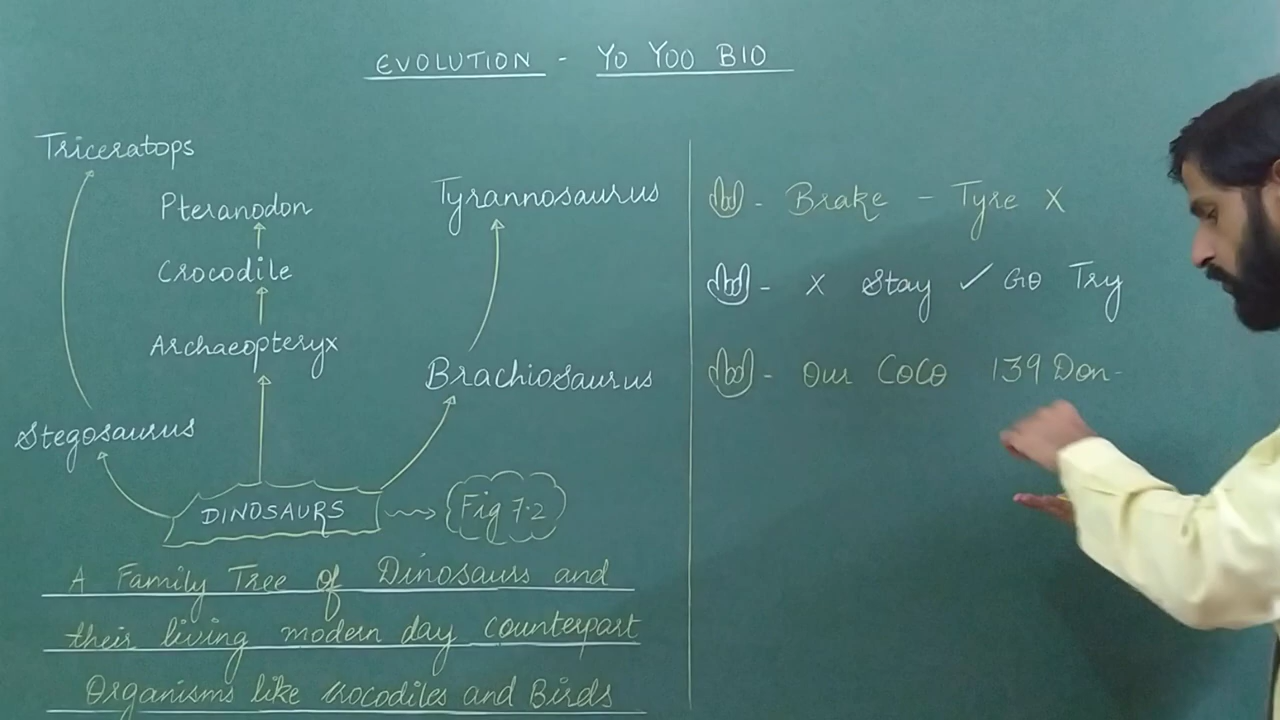 EVOLUTION - YO YOO BIO
Triceratops
Pteranodon
Crocodile
Archaeopteryx
Stegosaurus
Tyrannosaurus
Brachiosaurus
DINOSAURS
Fig 7.2
A Family Tree of Dinosaurs and
their living modern day counterpart
Organisms like crocodiles and Birds
- Brake - Tyre X
- X Stay ✓ GO Try
- Our COCO 139 Don-